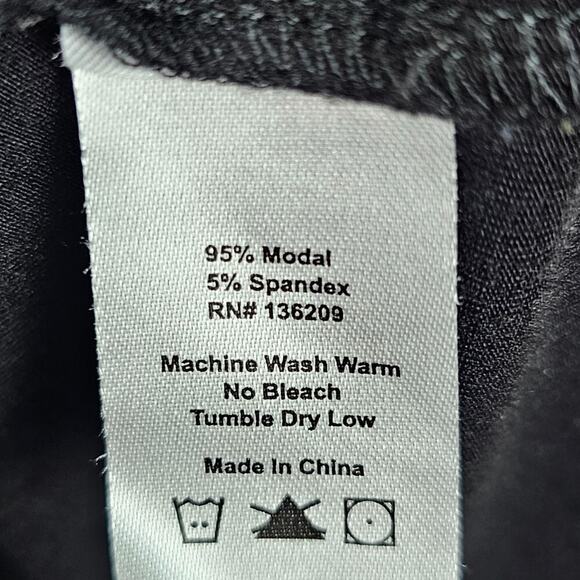 95% Modal
5% Spandex
RN# 136209
Machine Wash Warm
No Bleach
Tumble Dry Low
Made In China